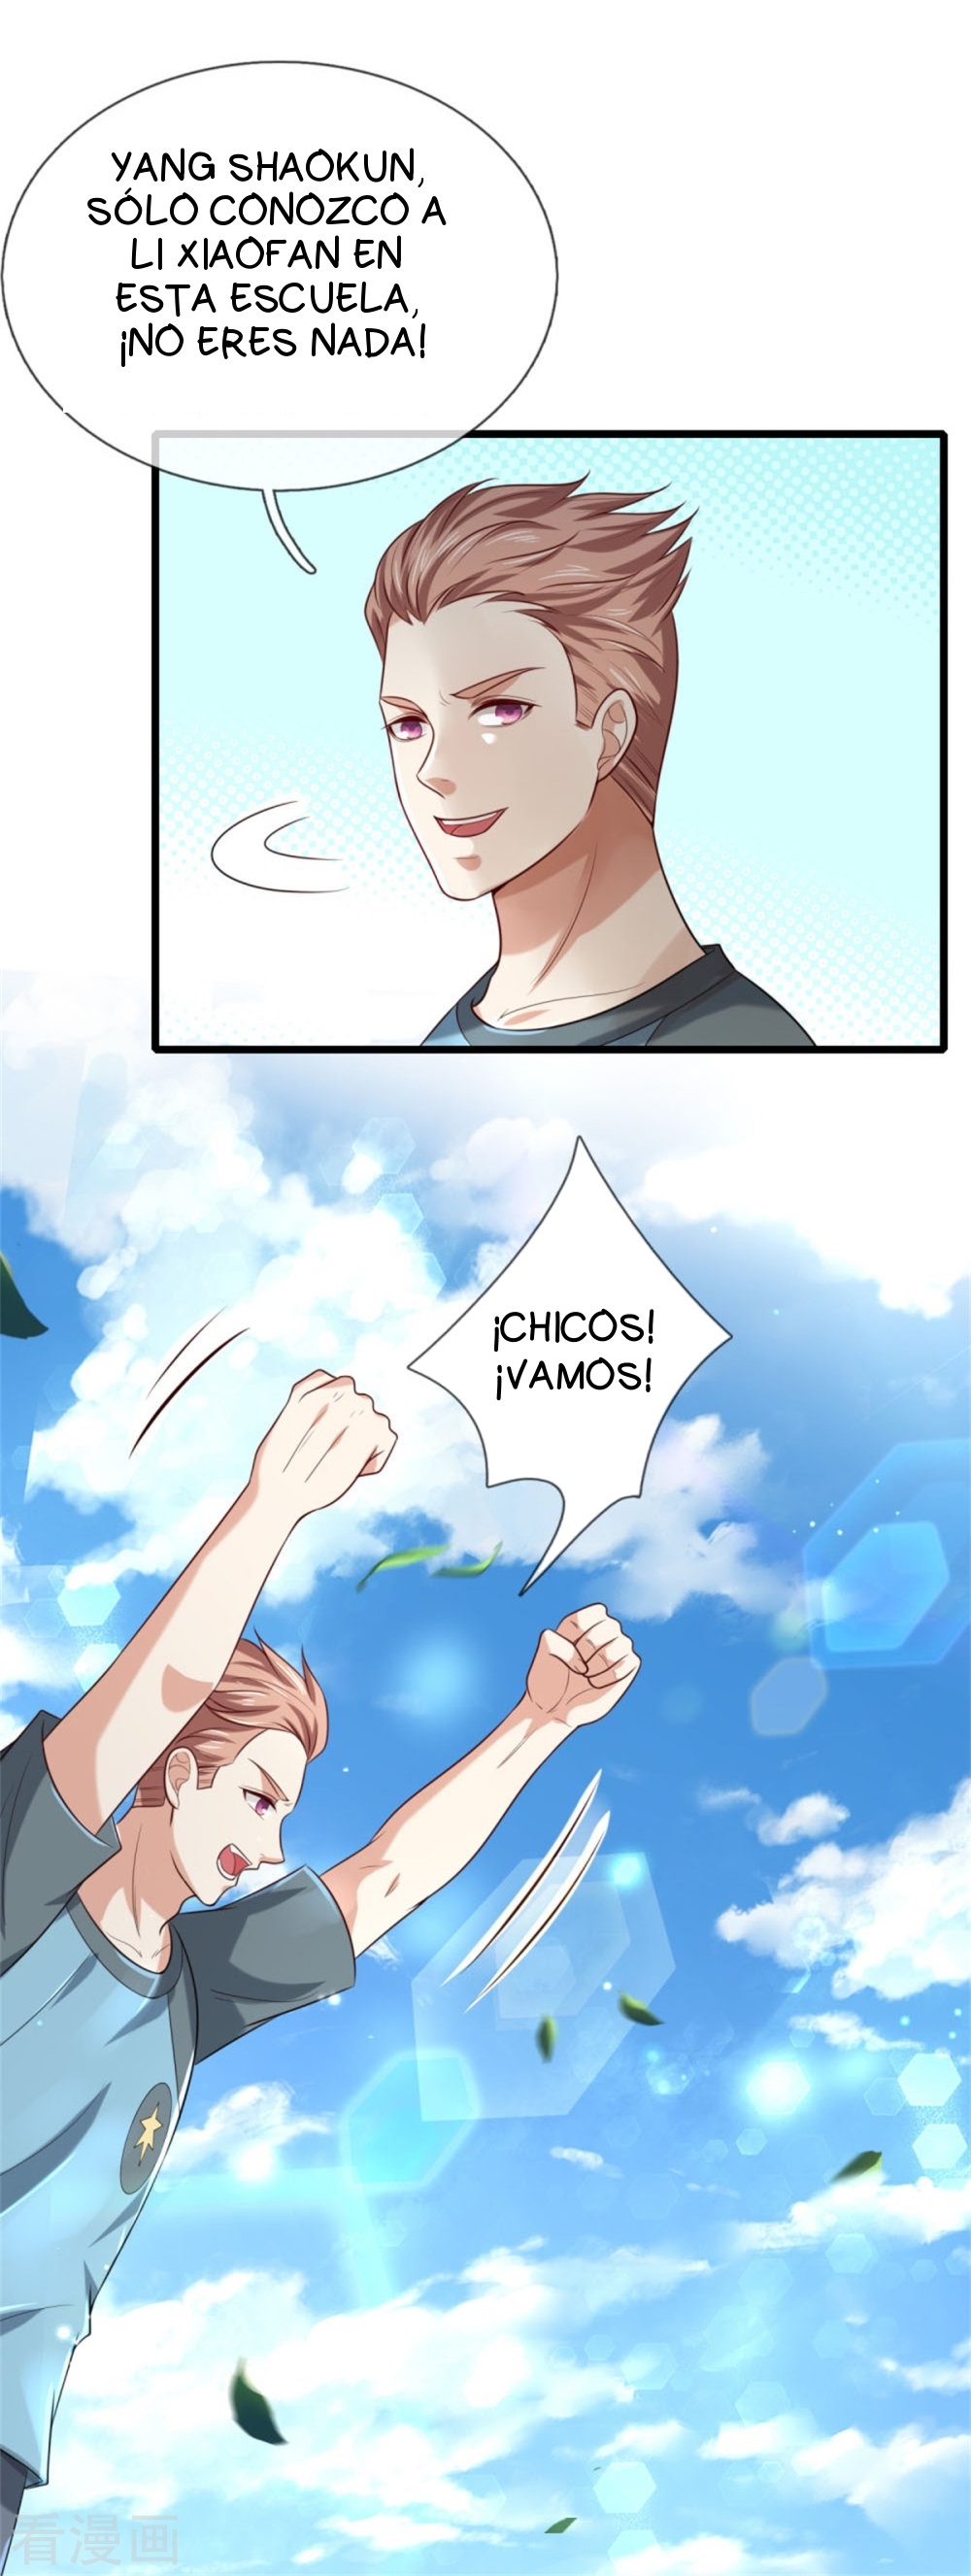 YANG SHAOKUN,
SÓLO CONOZCO A
LI XIAOFAN EN
ESTA ESCUELA,
¡NO ERES NADA!
¡CHICOS!
¡VAMOS!
看漫画